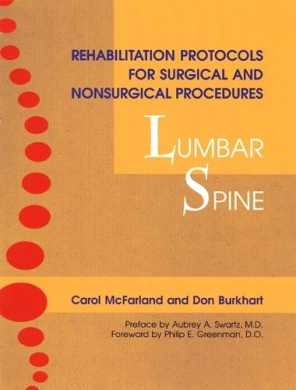 REHABILITATION PROTOCOLS
FOR SURGICAL AND
NONSURGICAL PROCEDURES
LUMBAR
SPINE
Carol McFarland and Don Burkhart
Preface by Aubrey A. Swartz, M.D.
Foreword by Philip E. Greenman, D.O.